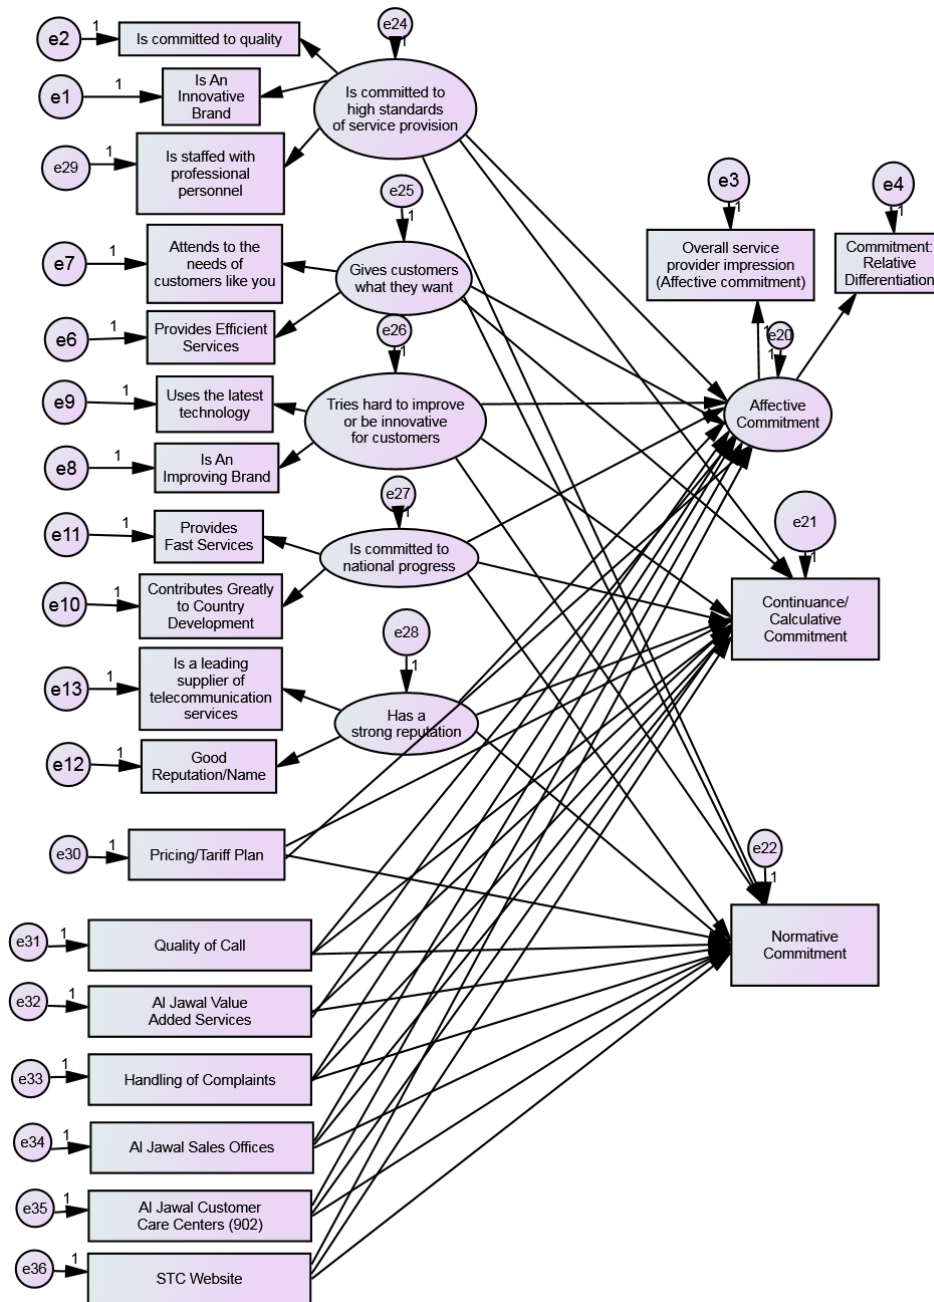 e24
1
e2
1
Is committed to quality
e1
1
Is An
Innovative
Brand
Is committed to
high standards
of service provision
e29
1
Is staffed with
professional
personnel
e25
1
e7
1
Attends to the
needs of
customers like you
Gives customers
what they want
e6
1
Provides Efficient
Services
e26
1
e9
1
Uses the latest
technology
Tries hard to improve
or be innovative
for customers
e8
1
Is An
Improving Brand
e27
1
e11
1
Provides
Fast Services
Is committed to
national progress
e10
1
Contributes Greatly
to Country
Development
e28
1
e13
1
Is a leading
supplier of
telecommunication
services
Has a
strong reputation
e12
1
Good
Reputation/Name
e30
1
Pricing/Tariff Plan
e31
1
Quality of Call
e32
1
Al Jawal Value
Added Services
e33
1
Handling of Complaints
e34
1
Al Jawal Sales Offices
e35
1
Al Jawal Customer
Care Centers (902)
e36
1
STC Website
e3
1
Overall service
provider impression
(Affective commitment)
e4
1
Commitment:
Relative
Differentiation
1
e20
1
Affective
Commitment
e21
1
Continuance/
Calculative
Commitment
e22
1
Normative
Commitment